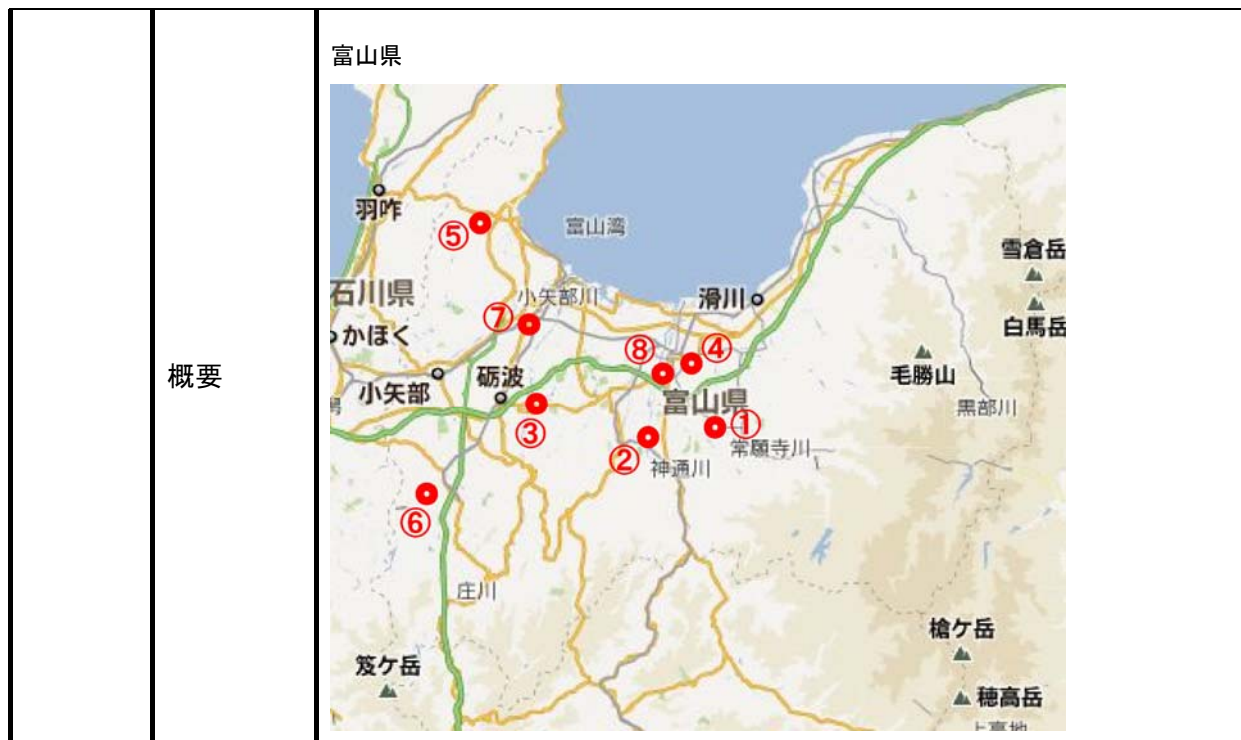 富山県
羽咋
⑤
富山湾
雪倉岳
石川県
小矢部川
滑川
白馬岳
⑦
かほく
⑧
④
毛勝山
概要
小矢部
砺波
富山県
黒部川
③
①
常願寺川
②
神通川
⑥
庄川
槍ケ岳
笈ケ岳
穂高岳